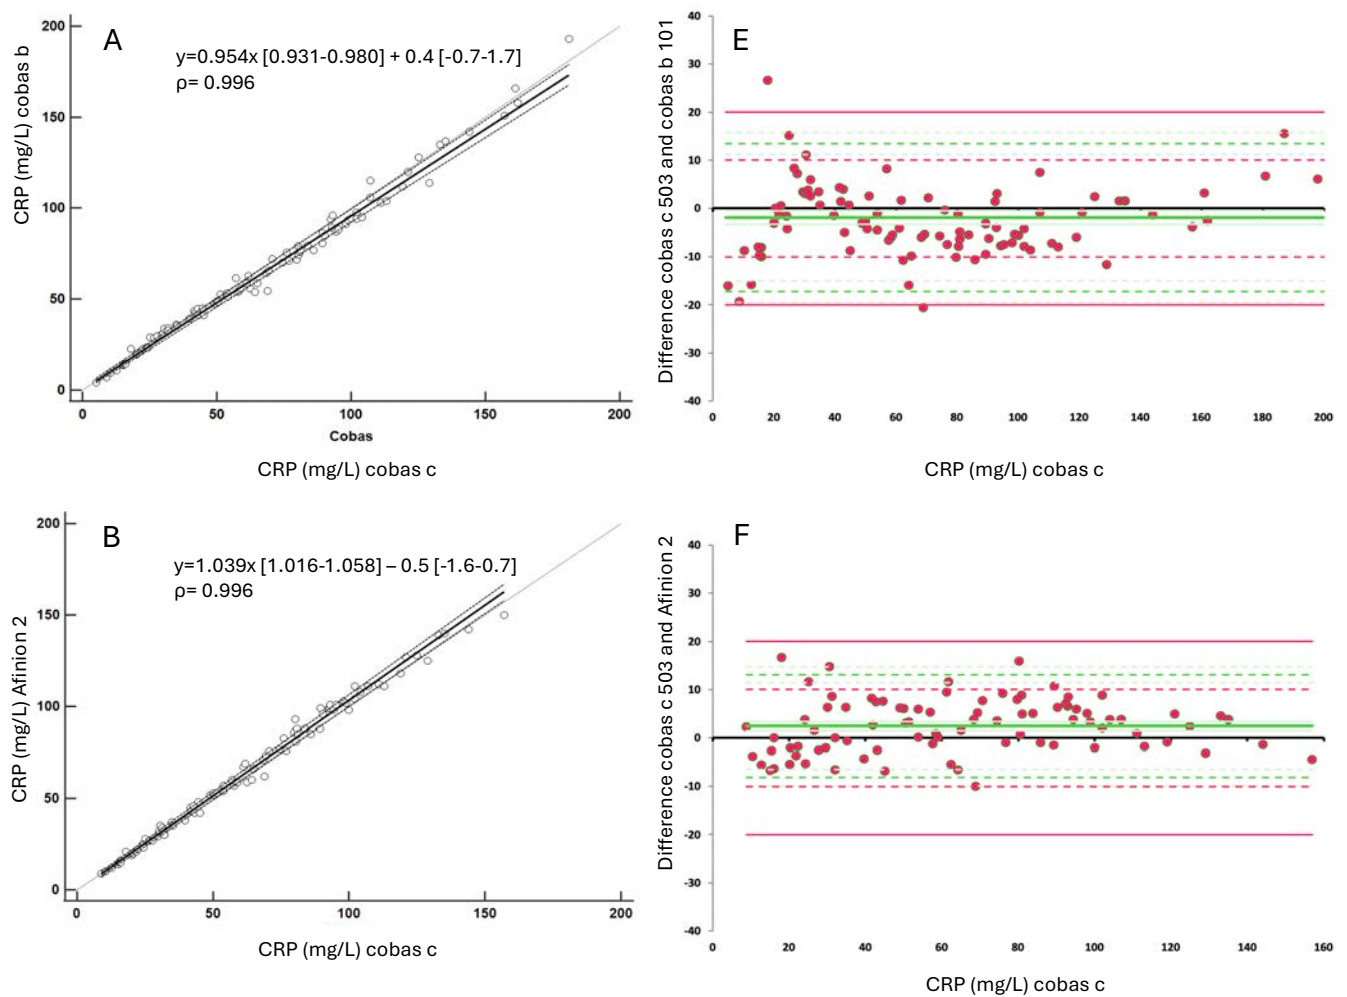 A
y=0.954x [0.931-0.980] + 0.4 [-0.7-1.7]
ρ= 0.996
CRP (mg/L) cobas b
200
150
100
50
0
0 50 100 150 200
Cobas
CRP (mg/L) cobas c
E
Difference cobas c 503 and cobas b 101
40
30
20
10
0
-10
-20
-30
-40
0 20 40 60 80 100 120 140 160 180 200
CRP (mg/L) cobas c
B
y=1.039x [1.016-1.058] – 0.5 [-1.6-0.7]
ρ= 0.996
CRP (mg/L) Afinion 2
200
150
100
50
0
0 50 100 150 200
CRP (mg/L) cobas c
F
Difference cobas c 503 and Afinion 2
40
30
20
10
0
-10
-20
-30
-40
0 20 40 60 80 100 120 140 160
CRP (mg/L) cobas c